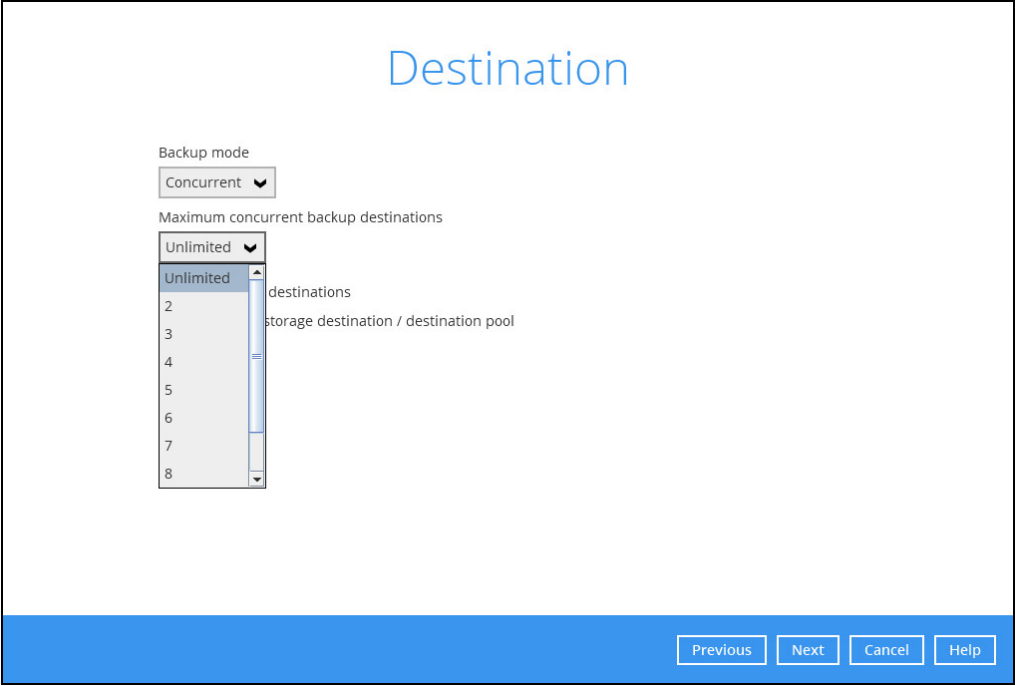 Destination
Backup mode
Concurrent
Maximum concurrent backup destinations
Unlimited
Unlimited
destinations
2
storage destination / destination pool
3
4
5
6
7
8
Previous Next Cancel Help